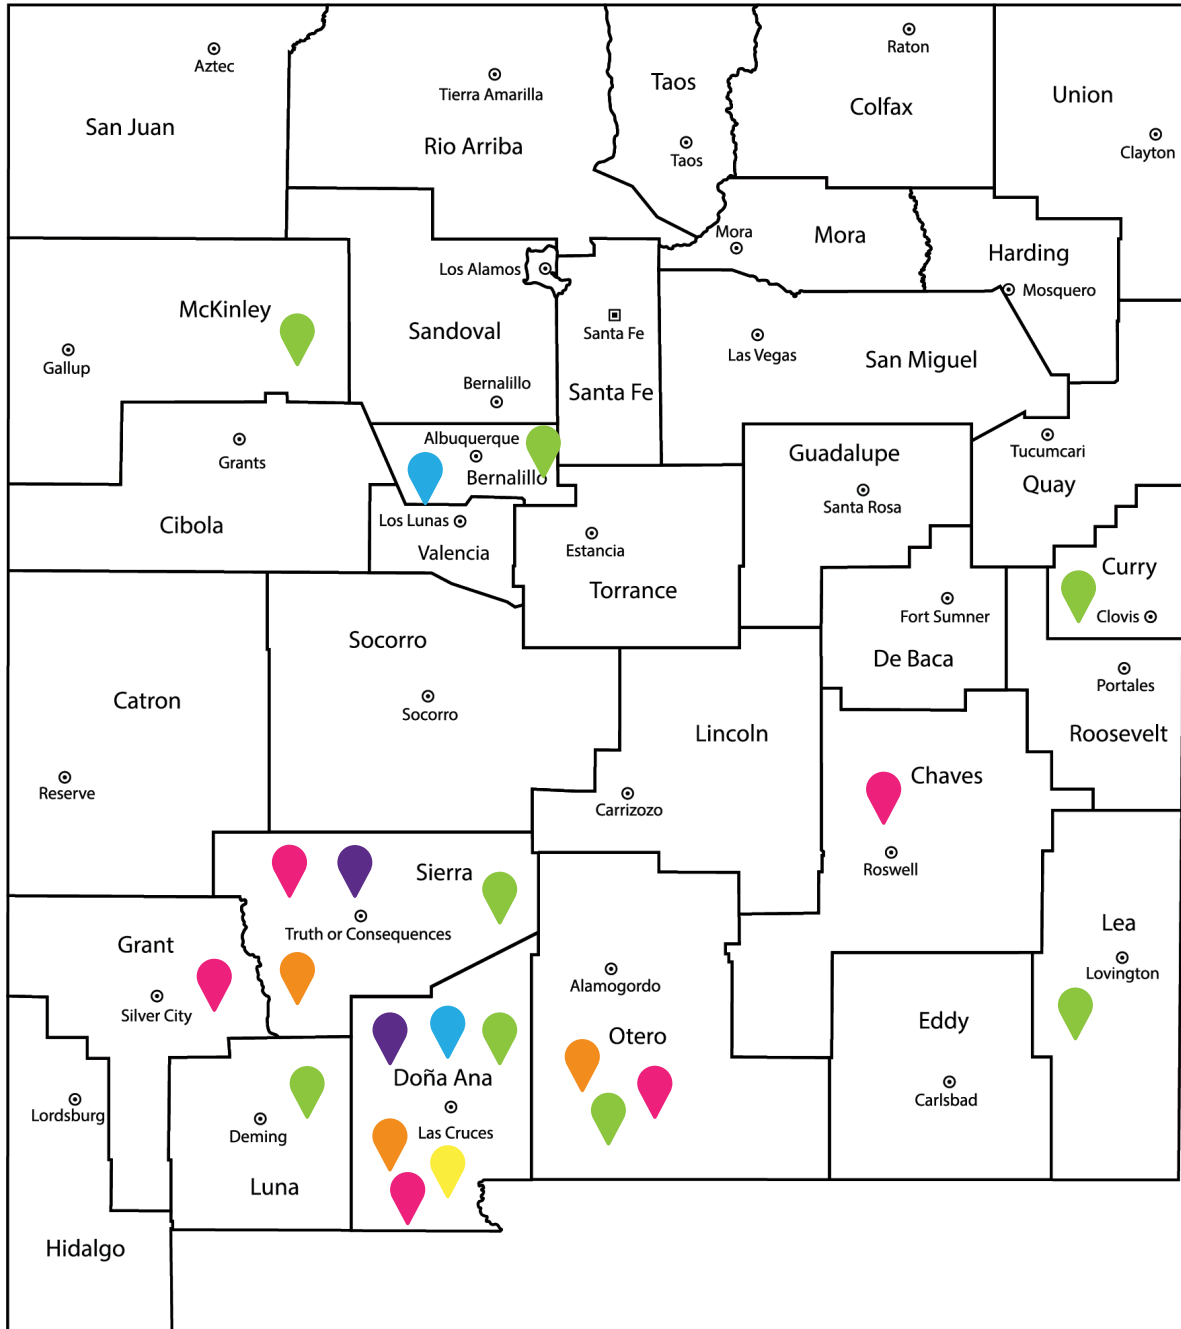 Raton
Aztec
Taos
Tierra Amarilla
Union
Colfax
San Juan
Rio Arriba
Clayton
Taos
Mora
Mora
Harding
Los Alamos
Mosquero
McKinley
Sandoval
Santa Fe
Las Vegas
San Miguel
Gallup
Bernalillo
Santa Fe
Albuquerque
Guadalupe
Tucumcari
Grants
Bernalillo
Quay
Santa Rosa
Los Lunas
Cibola
Valencia
Estancia
Curry
Torrance
Fort Sumner
Clovis
Socorro
De Baca
Portales
Catron
Socorro
Lincoln
Roosevelt
Chaves
Reserve
Carrizozo
Sierra
Roswell
Lea
Truth or Consequences
Grant
Lovington
Alamogordo
Silver City
Eddy
Otero
Doña Ana
Lordsburg
Carlsbad
Deming
Las Cruces
Luna
Hidalgo